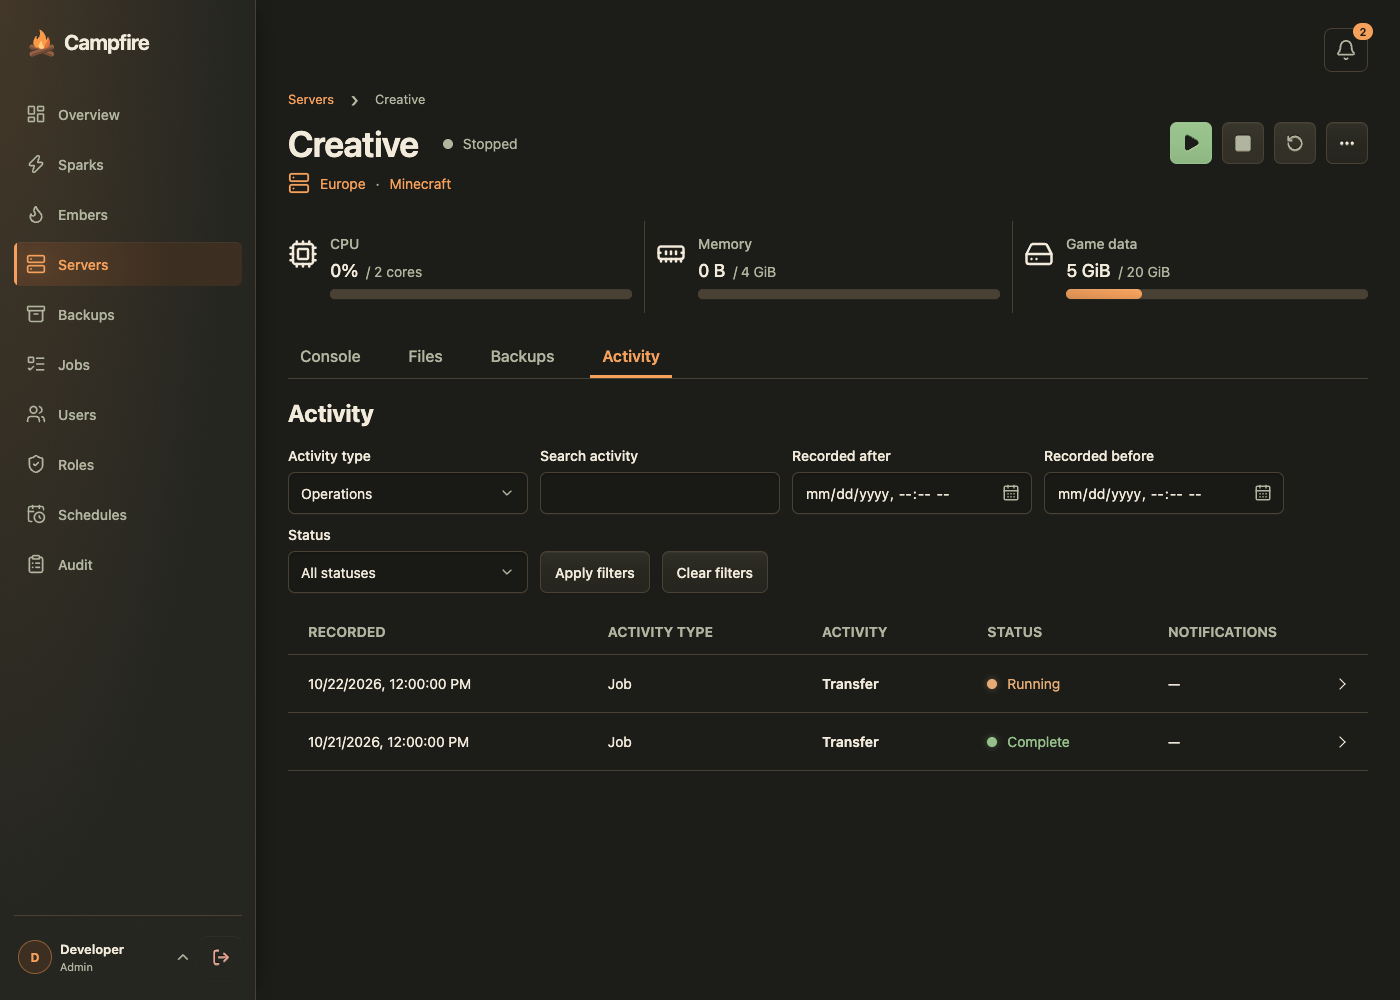 Campfire
2
Overview
Sparks
Embers
Servers
Backups
Jobs
Users
Roles
Schedules
Audit
Developer
Admin
D
Servers › Creative
Creative
Stopped
Europe · Minecraft
CPU
0% / 2 cores
Memory
0 B / 4 GiB
Game data
5 GiB / 20 GiB
Console Files Backups Activity
Activity
Activity type Search activity Recorded after Recorded before
Operations mm/dd/yyyy, --:-- -- mm/dd/yyyy, --:-- --
Status
All statuses Apply filters Clear filters
RECORDED ACTIVITY TYPE ACTIVITY STATUS NOTIFICATIONS
10/22/2026, 12:00:00 PM Job Transfer Running —
10/21/2026, 12:00:00 PM Job Transfer Complete —